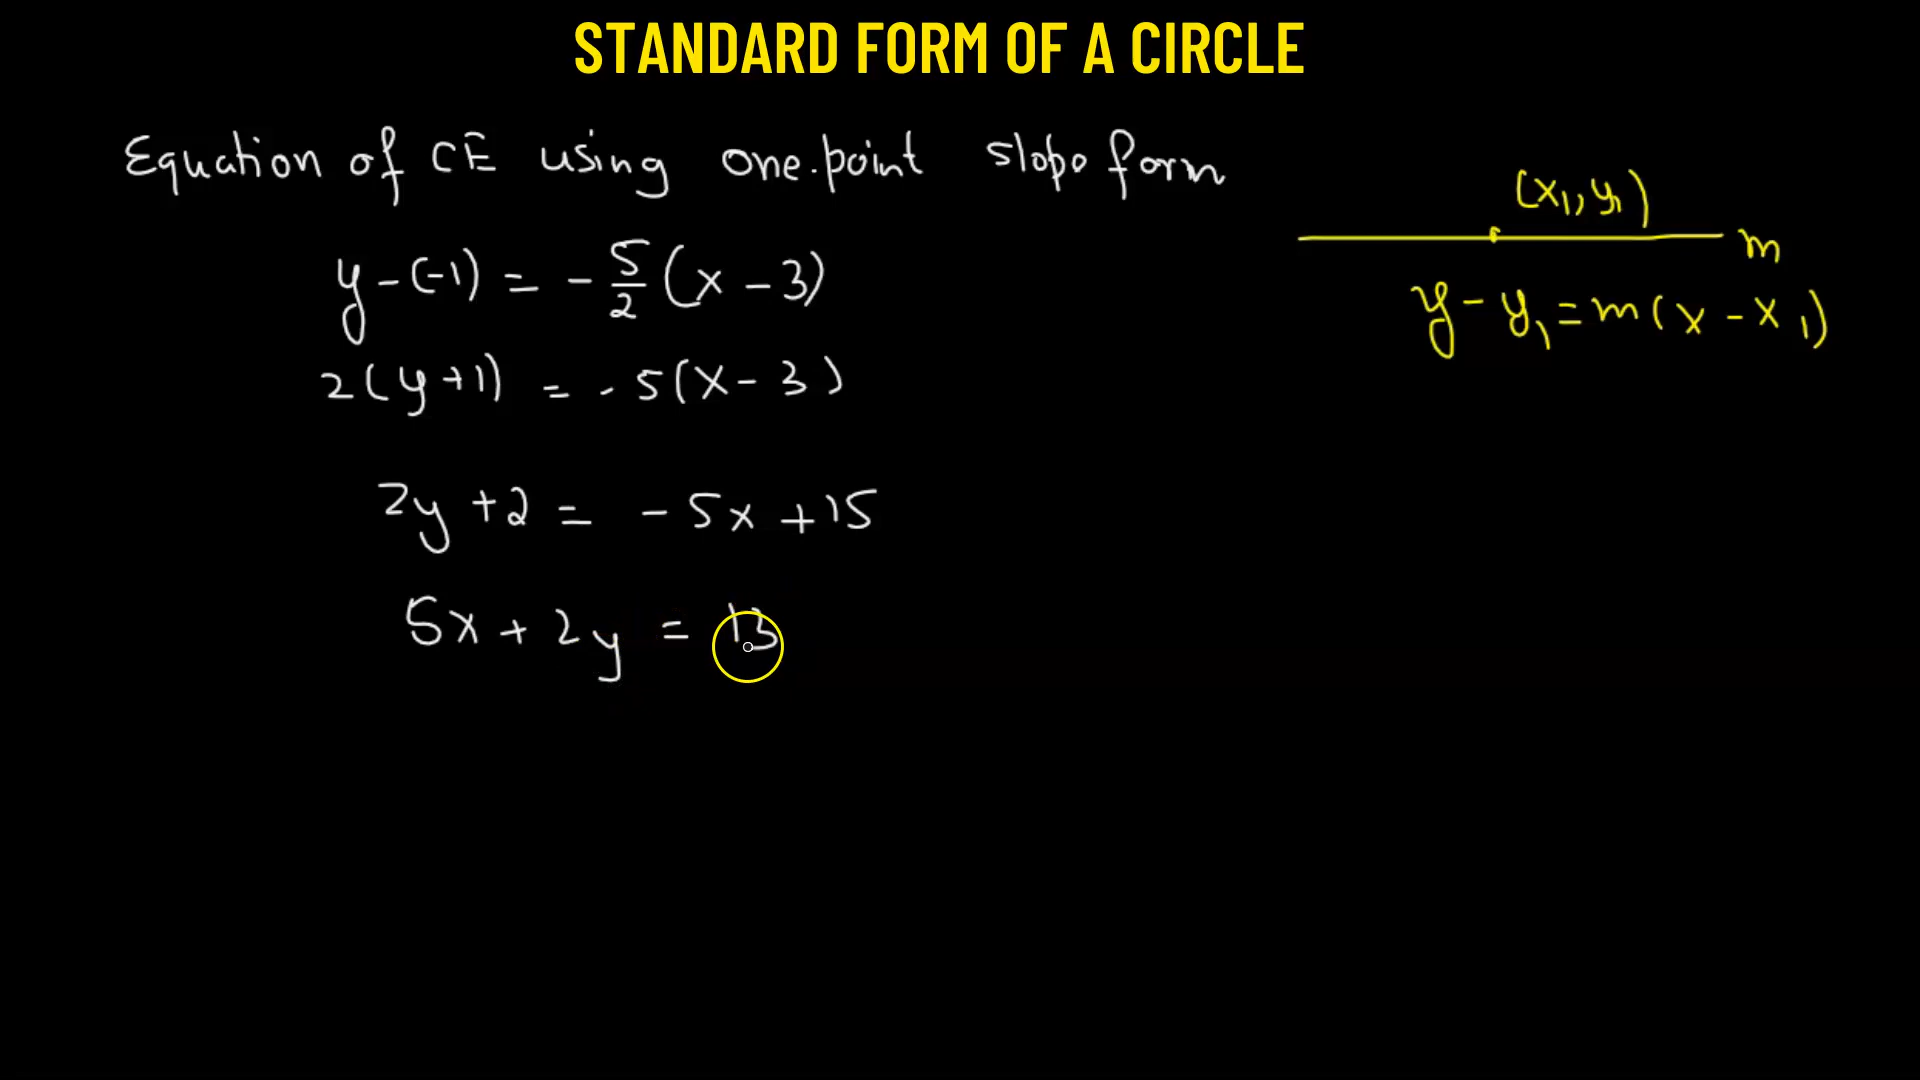 STANDARD FORM OF A CIRCLE
Equation of CE using one-point slope form
(x₁, y₁)
m
y - (-1) = - 5/2 (x - 3)
y - y₁ = m(x - x₁)
2(y+1) = -5(x - 3)
2y + 2 = - 5x + 15
5x + 2y = 13